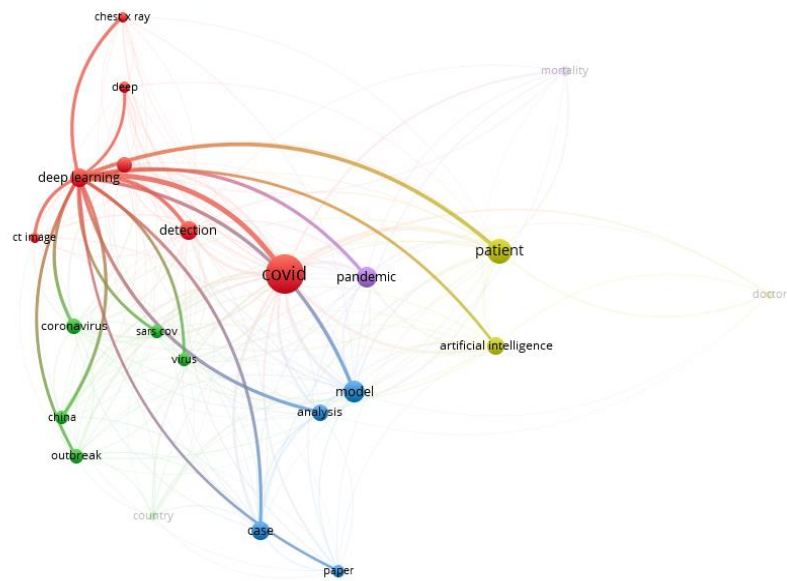 chest x ray
mortality
deep
deep learning
ct image
detection
patient
covid
pandemic
doctor
coronavirus
sars cov
artificial intelligence
virus
model
analysis
china
outbreak
country
case
paper